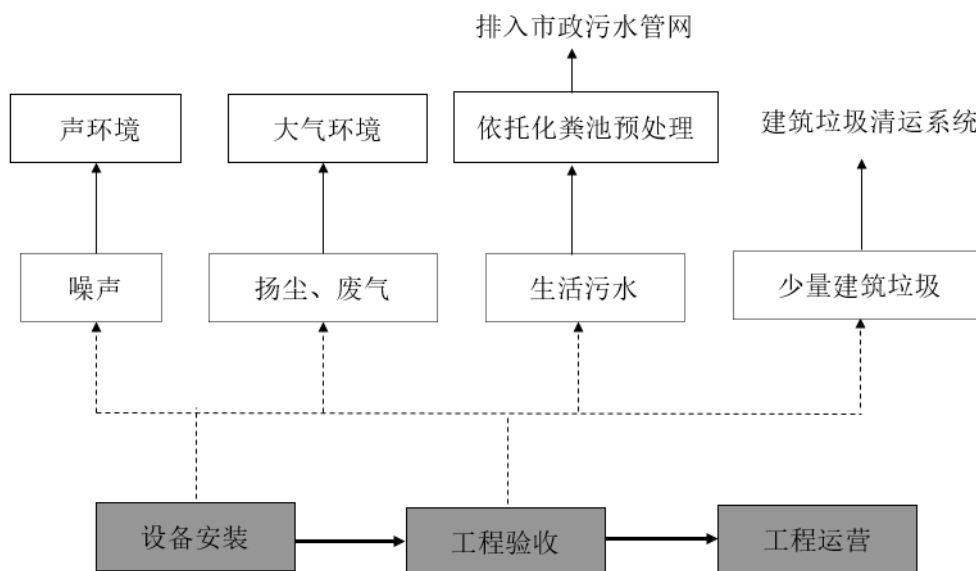 排入市政污水管网
声环境
大气环境
依托化粪池预处理
建筑垃圾清运系统
噪声
扬尘、废气
生活污水
少量建筑垃圾
设备安装
工程验收
工程运营